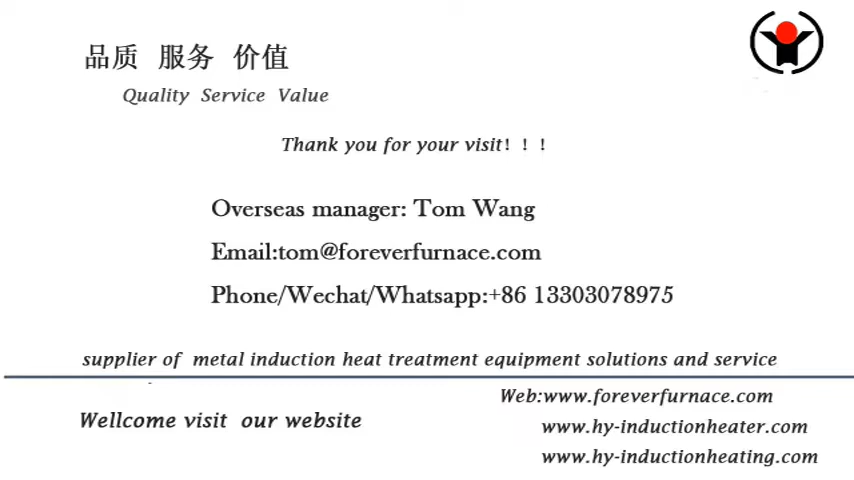 品质 服务 价值
Quality Service Value
Thank you for your visit！！！
Overseas manager: Tom Wang
Email:tom@foreverfurnace.com
Phone/Wechat/Whatsapp:+86 13303078975
supplier of metal induction heat treatment equipment solutions and service
Wellcome visit our website
Web:www.foreverfurnace.com
www.hy-inductionheater.com
www.hy-inductionheating.com